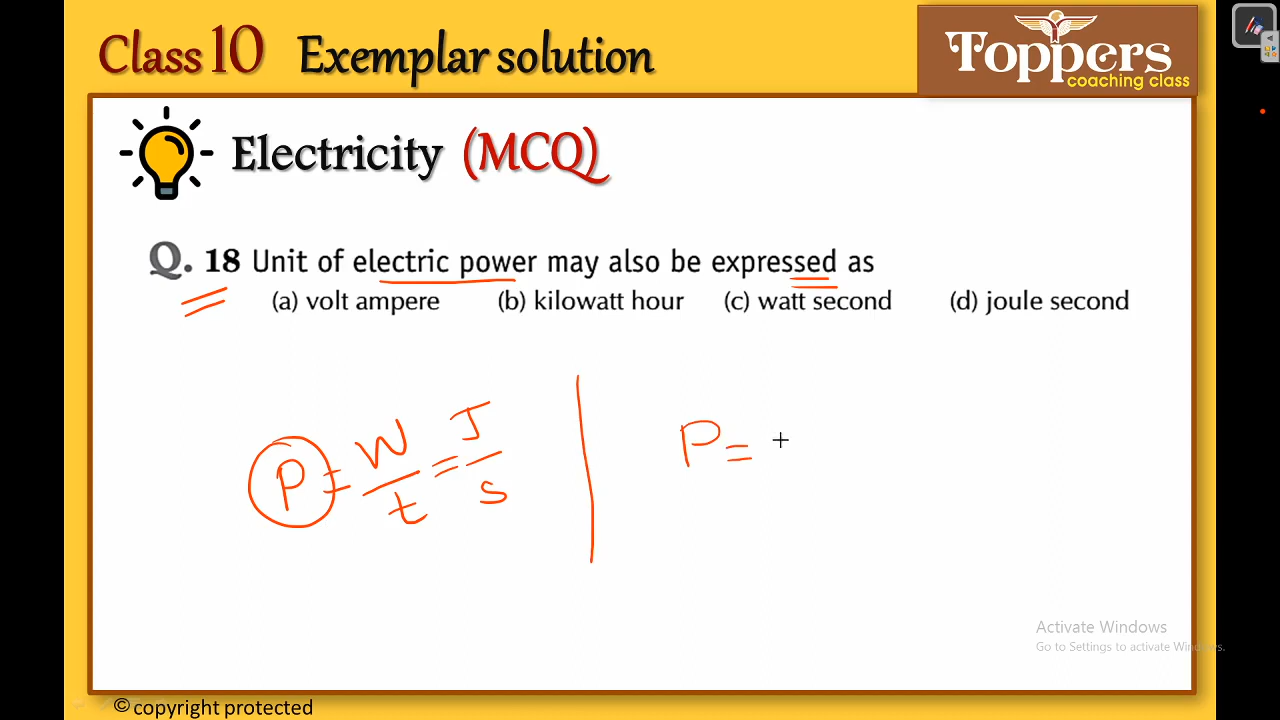 Class 10 Exemplar solution
Toppers
coaching class
Electricity (MCQ)
Q. 18 Unit of electric power may also be expressed as
(a) volt ampere (b) kilowatt hour (c) watt second (d) joule second
P = W/t = J/s
P =
Activate Windows
Go to Settings to activate Windows.
© copyright protected